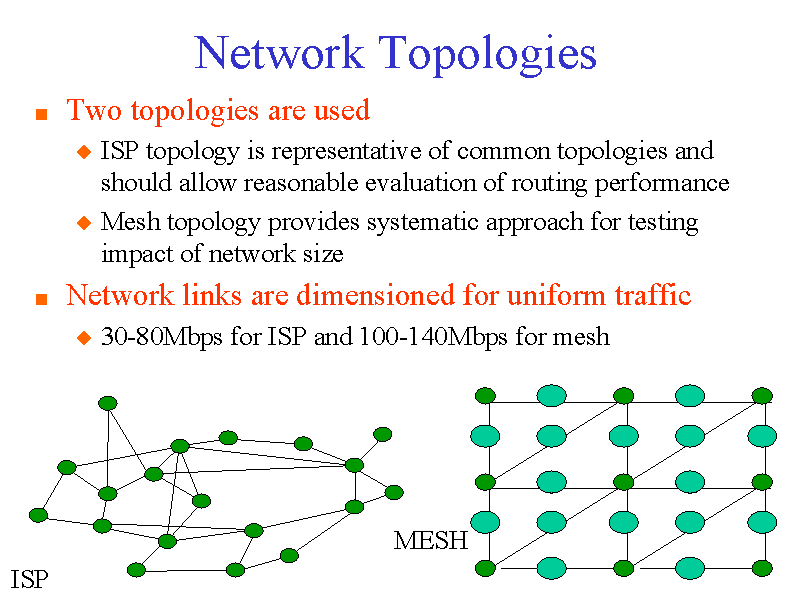 Network Topologies
Two topologies are used
ISP topology is representative of common topologies and
should allow reasonable evaluation of routing performance
Mesh topology provides systematic approach for testing
impact of network size
Network links are dimensioned for uniform traffic
30-80Mbps for ISP and 100-140Mbps for mesh
MESH
ISP